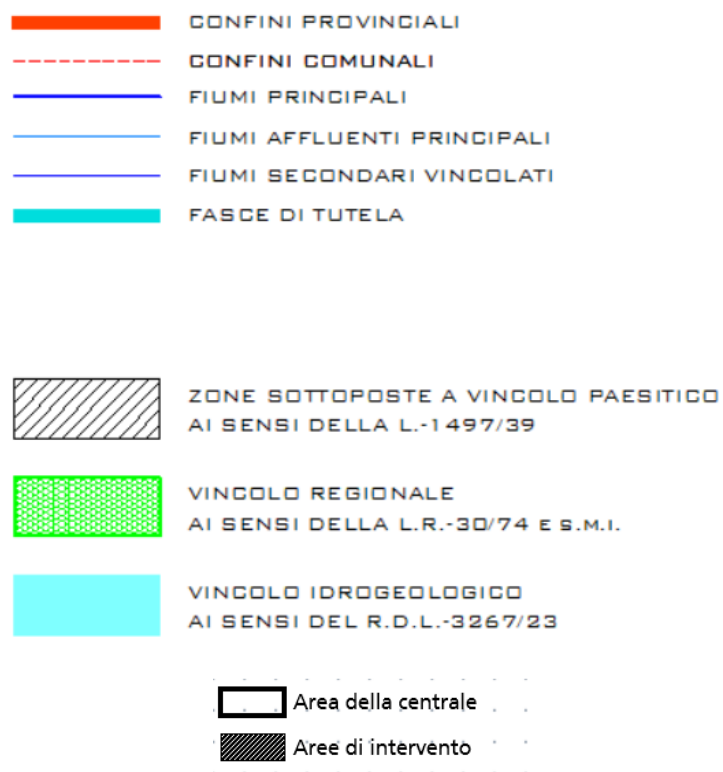 CONFINI PROVINCIALI
CONFINI COMUNALI
FIUMI PRINCIPALI
FIUMI AFFLUENTI PRINCIPALI
FIUMI SECONDARI VINCOLATI
FASCE DI TUTELA
ZONE SOTTOPOSTE A VINCOLO PAESITICO
AI SENSI DELLA L.-1497/39
VINCOLO REGIONALE
AI SENSI DELLA L.R.-30/74 E S.M.I.
VINCOLO IDROGEOLOGICO
AI SENSI DEL R.D.L.-3267/23
Area della centrale
Aree di intervento